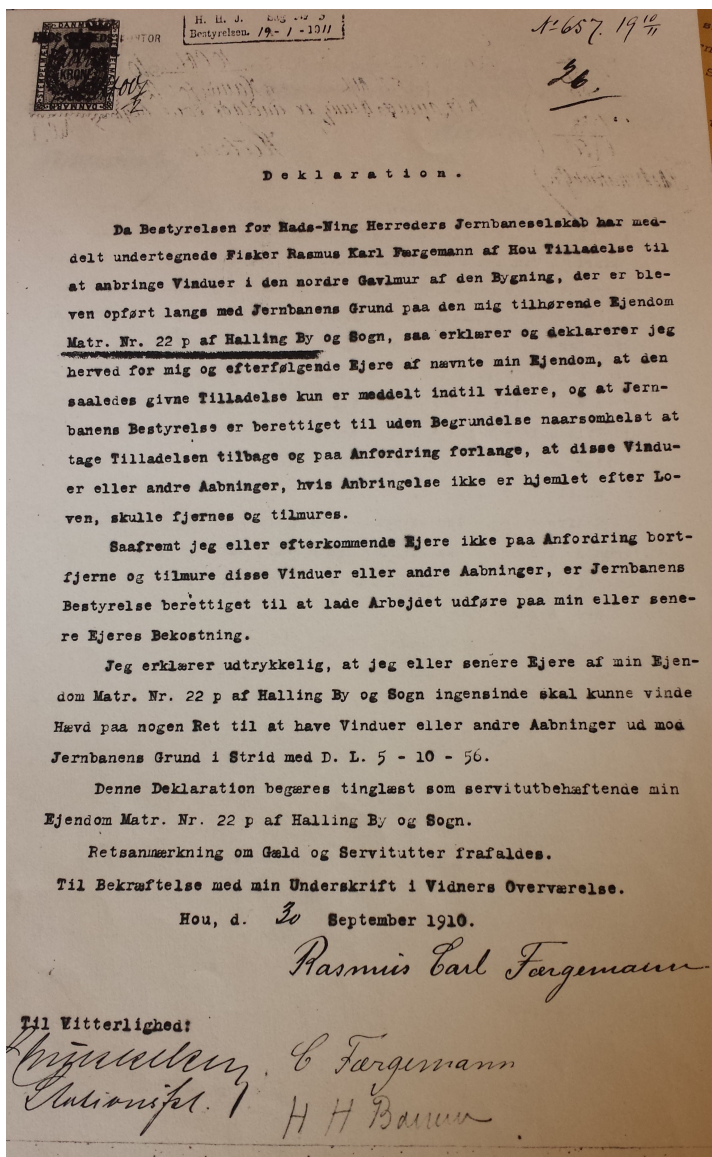 H. H. J. Lag No 3
Bestyrelsen. 19 - 1 - 1911
No 657. 19 10/11
26.
DANMARK
KRONE
Deklaration.
Da Bestyrelsen for Hads-Ning Herreders Jernbaneselskab har med-
delt undertegnede Fisker Rasmus Karl Færgemann af Hou Tilladelse til
at anbringe Vinduer i den nordre Gavlmur af den Bygning, der er ble-
ven opført langs med Jernbanens Grund paa den mig tilhørende Ejendom
Matr. Nr. 22 p af Halling By og Sogn, saa erklærer og deklarerer jeg
herved for mig og efterfølgende Ejere af nævnte min Ejendom, at den
saaledes givne Tilladelse kun er meddelt indtil videre, og at Jern-
banens Bestyrelse er berettiget til uden Begrundelse naarsomhelst at
tage Tilladelsen tilbage og paa Anfordring forlange, at disse Vindu-
er eller andre Aabninger, hvis Anbringelse ikke er hjemlet efter Lo-
ven, skulle fjernes og tilmures.
Saafremt jeg eller efterkommende Ejere ikke paa Anfordring bort-
fjerne og tilmure disse Vinduer eller andre Aabninger, er Jernbanens
Bestyrelse berettiget til at lade Arbejdet udføre paa min eller sene-
re Ejeres Bekostning.
Jeg erklærer udtrykkelig, at jeg eller senere Ejere af min Ejen-
dom Matr. Nr. 22 p af Halling By og Sogn ingensinde skal kunne vinde
Hævd paa nogen Ret til at have Vinduer eller andre Aabninger ud mod
Jernbanens Grund i Strid med D. L. 5 - 10 - 56.
Denne Deklaration begæres tinglæst som servitutbehæftende min
Ejendom Matr. Nr. 22 p af Halling By og Sogn.
Retsanmærkning om Gæld og Servitutter frafaldes.
Til Bekræftelse med min Underskrift i Vidners Overværelse.
Hou, d. 30 September 1910.
Rasmus Carl Færgemann
Til Vitterlighed:
C Færgemann
Stationsfst.
H H Bamm